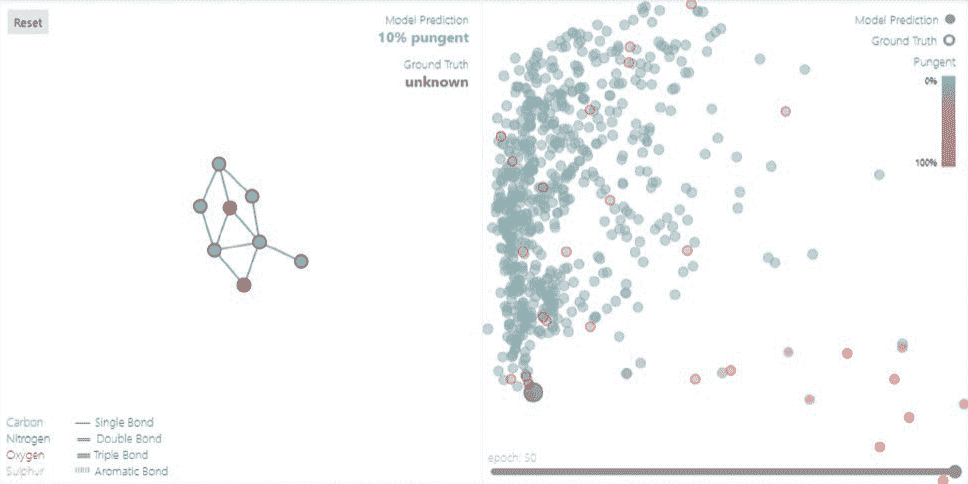 Reset
Model Prediction
10% pungent
Ground Truth
unknown
Carbon
Nitrogen
Oxygen
Sulphur
Single Bond
Double Bond
Triple Bond
Aromatic Bond
Model Prediction
Ground Truth
Pungent
0%
100%
epoch: 50